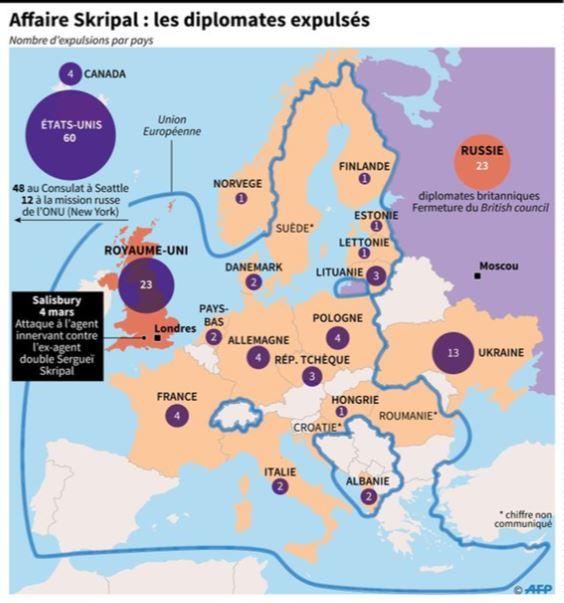 Affaire Skripal : les diplomates expulsés
Nombre d'expulsions par pays
4 CANADA
ÉTATS-UNIS
60
48 au Consulat à Seattle
12 à la mission russe
de l'ONU (New York)
Union
Européenne
NORVEGE
1
SUÈDE*
FINLANDE
1
ESTONIE
1
LETTONIE
1
LITUANIE 3
RUSSIE
23
diplomates britanniques
Fermeture du British council
Moscou
ROYAUME-UNI
23
DANEMARK
2
Salisbury
4 mars
Attaque à l'agent
innervant contre
l'ex-agent
double Sergueï
Skripal
Londres
PAYS-
BAS
2
ALLEMAGNE
4
POLOGNE
4
RÉP. TCHÈQUE
3
13 UKRAINE
FRANCE
4
HONGRIE
1
CROATIE*
ROUMANIE*
ITALIE
2
ALBANIE
2
* chiffre non
communiqué
© AFP